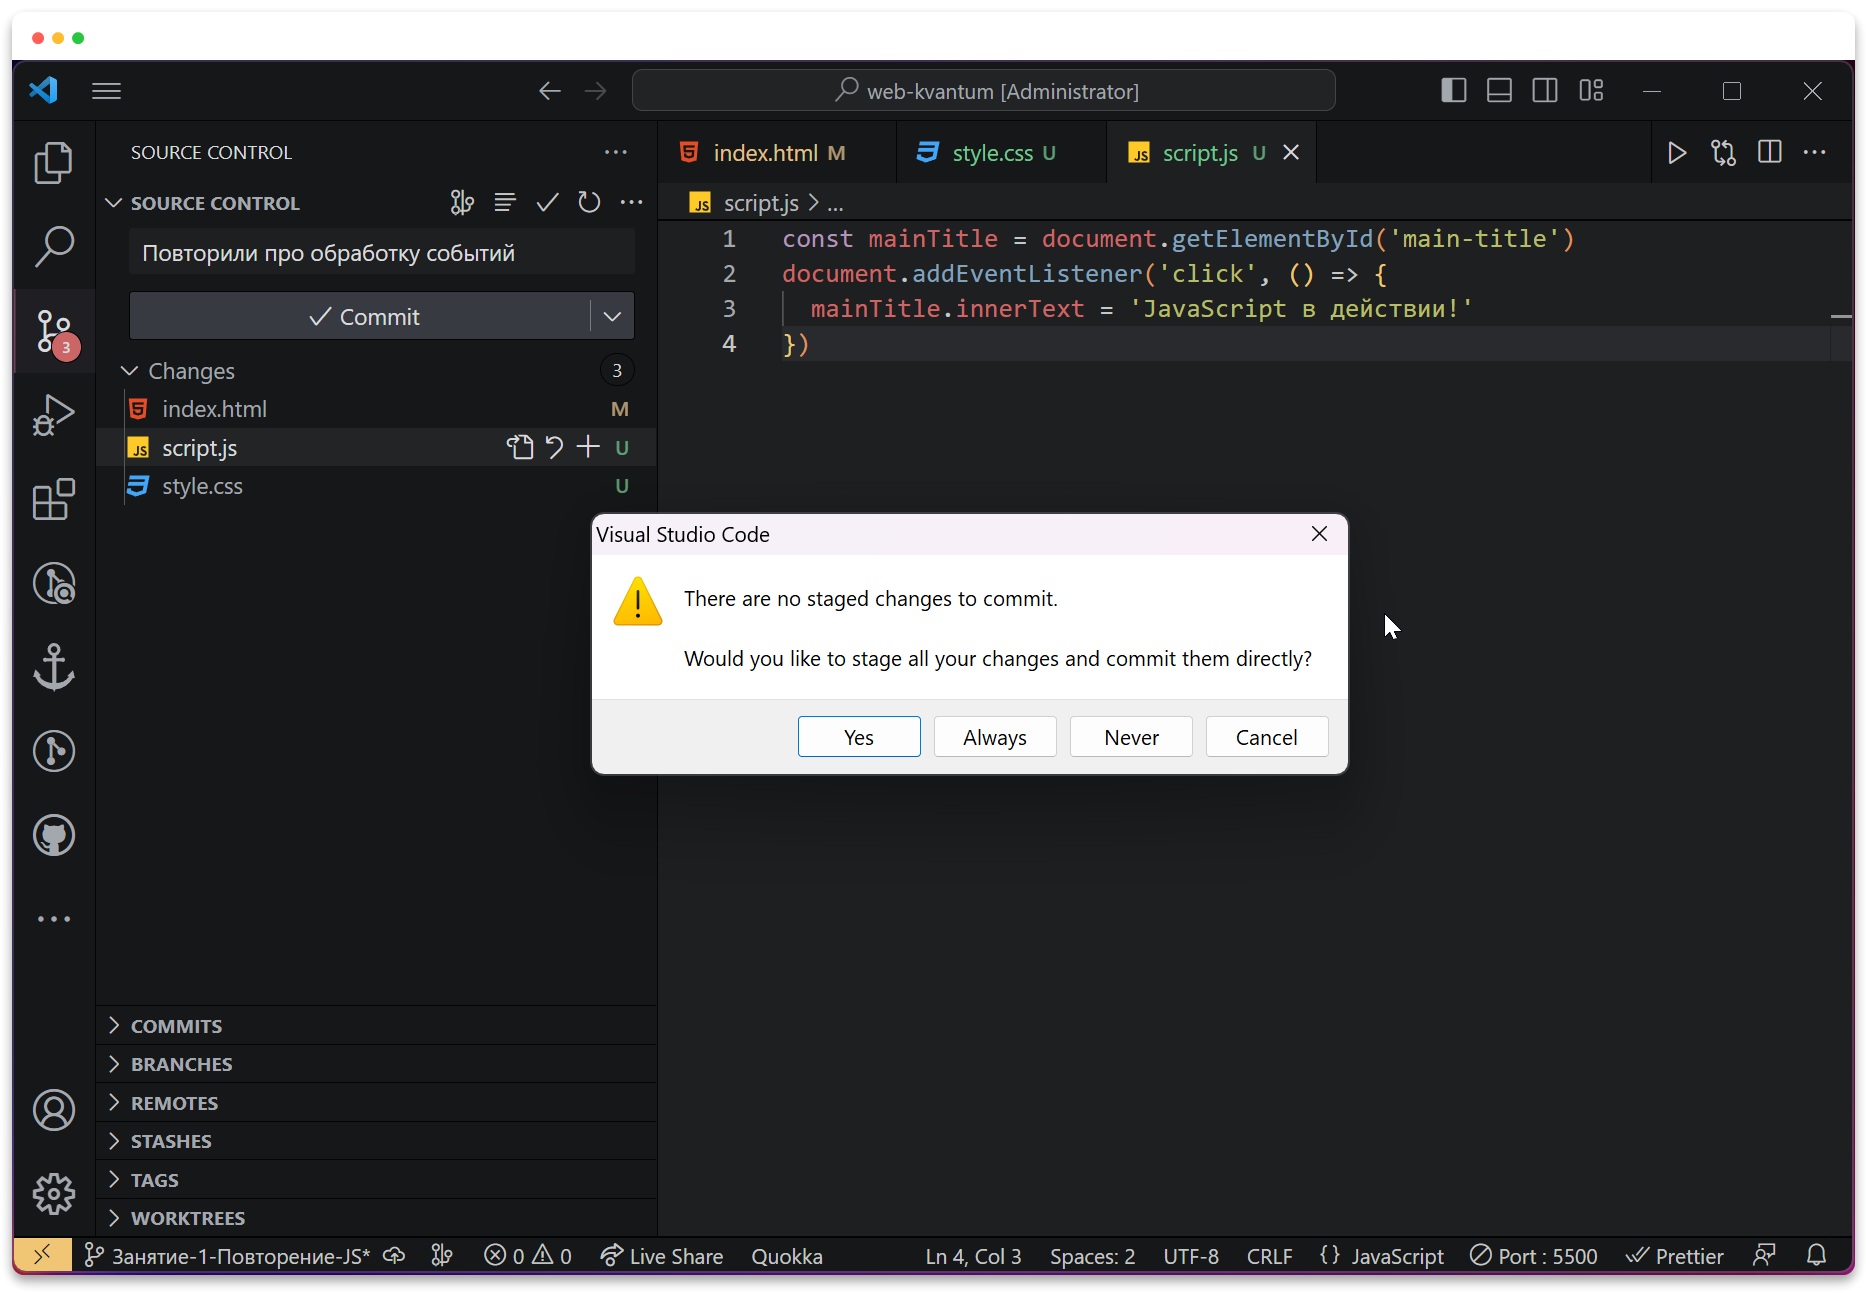 web-kvantum [Administrator]
SOURCE CONTROL
SOURCE CONTROL
Повторили про обработку событий
Commit
3
Changes 3
index.html M
script.js U
style.css U
COMMITS
BRANCHES
REMOTES
STASHES
TAGS
WORKTREES
index.html M
style.css U
script.js U
JS script.js > ...
1 const mainTitle = document.getElementById('main-title')
2 document.addEventListener('click', () => {
3 mainTitle.innerText = 'JavaScript в действии!'
4 })
Visual Studio Code
There are no staged changes to commit.
Would you like to stage all your changes and commit them directly?
Yes Always Never Cancel
Занятие-1-Повторение-JS* 0 0 Live Share Quokka Ln 4, Col 3 Spaces: 2 UTF-8 CRLF {} JavaScript Port : 5500 Prettier